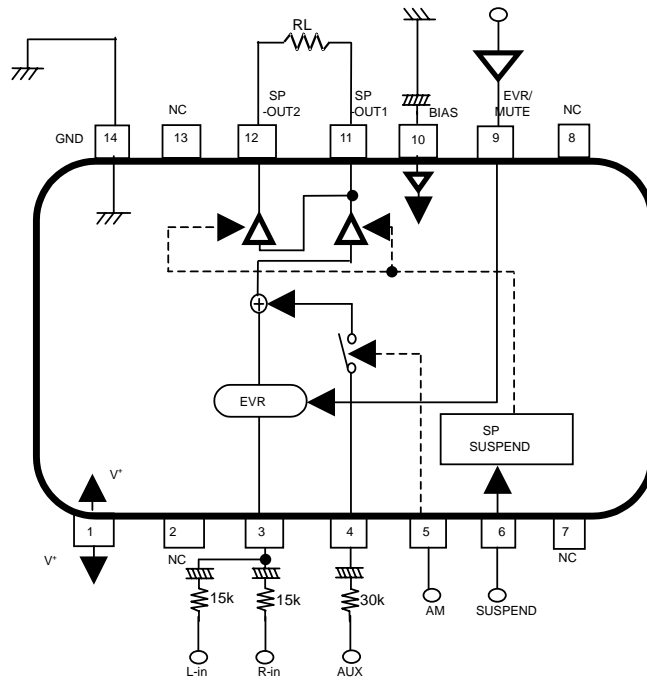 RL
SP
-OUT2
SP
-OUT1
BIAS
EVR/
MUTE
NC
NC
GND
14
13
12
11
10
9
8
EVR
SP
SUSPEND
V+
V+
1
2
3
4
5
6
7
NC
NC
15k
15k
30k
AM
SUSPEND
L-in
R-in
AUX